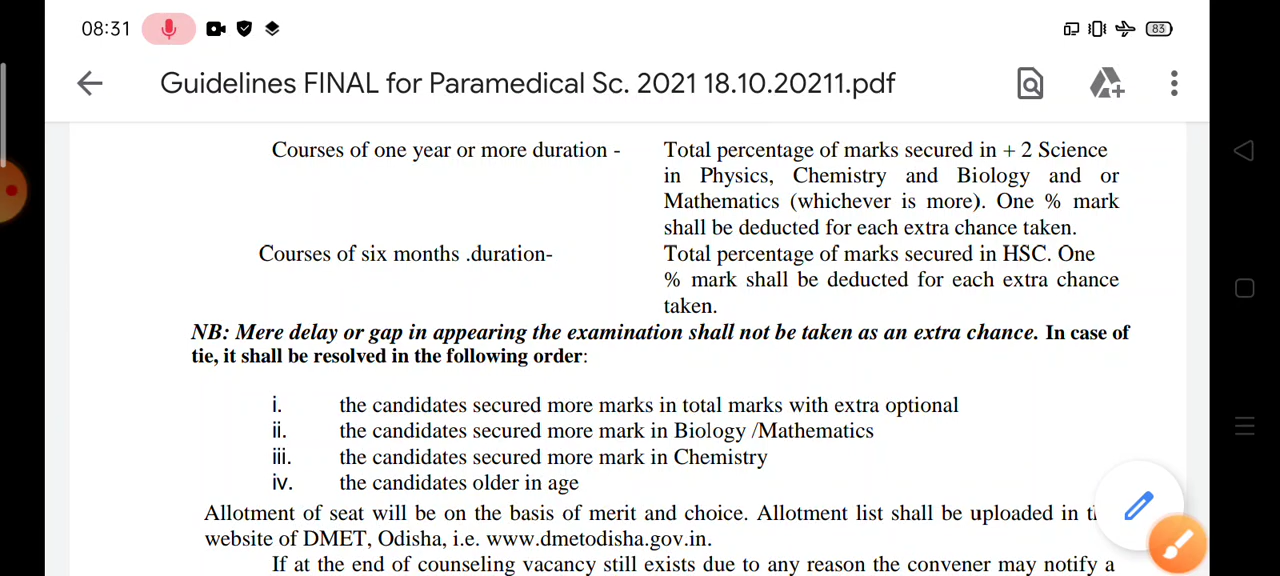 08:31
83
Guidelines FINAL for Paramedical Sc. 2021 18.10.20211.pdf
Courses of one year or more duration - Total percentage of marks secured in + 2 Science
in Physics, Chemistry and Biology and or
Mathematics (whichever is more). One % mark
shall be deducted for each extra chance taken.
Courses of six months .duration- Total percentage of marks secured in HSC. One
% mark shall be deducted for each extra chance
taken.
NB: Mere delay or gap in appearing the examination shall not be taken as an extra chance. In case of
tie, it shall be resolved in the following order:
i. the candidates secured more marks in total marks with extra optional
ii. the candidates secured more mark in Biology /Mathematics
iii. the candidates secured more mark in Chemistry
iv. the candidates older in age
Allotment of seat will be on the basis of merit and choice. Allotment list shall be uploaded in
website of DMET, Odisha, i.e. www.dmetodisha.gov.in.
If at the end of counseling vacancy still exists due to any reason the convener may notify a